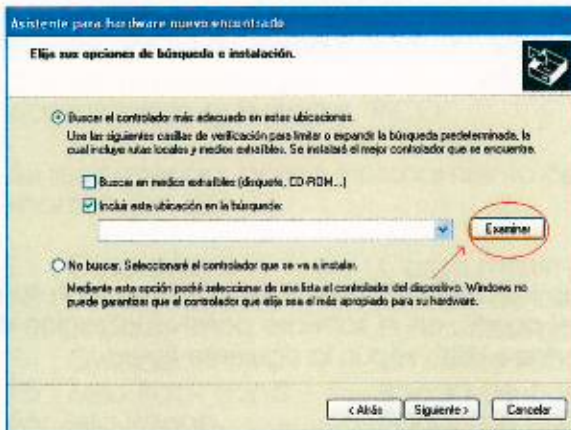 Asistente para hardware nuevo encontrado
Elija sus opciones de búsqueda e instalación.
Buscar el controlador más adecuado en estas ubicaciones.
Use las siguientes casillas de verificación para limitar o expandir la búsqueda predeterminada, la
cual incluye rutas locales y medios extraíbles. Se instalará el mejor controlador que se encuentre.
Buscar en medios extraíbles (disquete, CD-ROM...)
Incluir esta ubicación en la búsqueda:
Examinar
No buscar. Seleccionaré el controlador que se va a instalar.
Mediante esta opción podrá seleccionar de una lista el controlador del dispositivo. Windows no
puede garantizar que el controlador que elija sea el más apropiado para su hardware.
< Atrás
Siguiente >
Cancelar